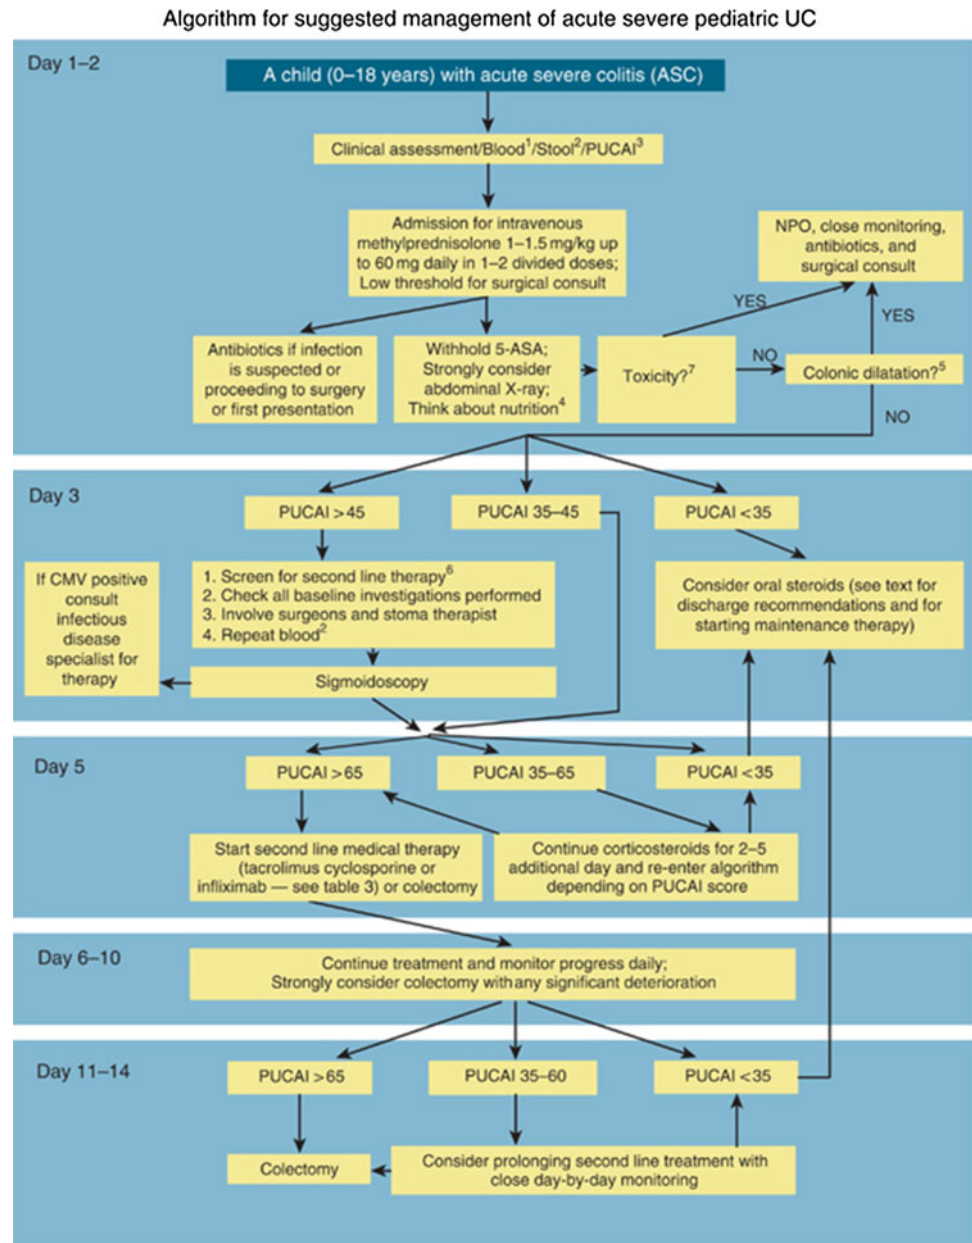 Algorithm for suggested management of acute severe pediatric UC
Day 1–2
A child (0–18 years) with acute severe colitis (ASC)
Clinical assessment/Blood¹/Stool²/PUCAI³
Admission for intravenous
methylprednisolone 1–1.5 mg/kg up
to 60 mg daily in 1–2 divided doses;
Low threshold for surgical consult
NPO, close monitoring,
antibiotics, and
surgical consult
YES
YES
Antibiotics if infection
is suspected or
proceeding to surgery
or first presentation
Withhold 5-ASA;
Strongly consider
abdominal X-ray;
Think about nutrition⁴
Toxicity?⁷
NO
Colonic dilatation?⁵
NO
Day 3
PUCAI > 45
PUCAI 35–45
PUCAI < 35
If CMV positive
consult
infectious
disease
specialist for
therapy
1. Screen for second line therapy⁶
2. Check all baseline investigations performed
3. Involve surgeons and stoma therapist
4. Repeat blood²
Consider oral steroids (see text for
discharge recommendations and for
starting maintenance therapy)
Sigmoidoscopy
Day 5
PUCAI > 65
PUCAI 35–65
PUCAI < 35
Start second line medical therapy
(tacrolimus cyclosporine or
infliximab — see table 3) or colectomy
Continue corticosteroids for 2–5
additional day and re-enter algorithm
depending on PUCAI score
Day 6–10
Continue treatment and monitor progress daily;
Strongly consider colectomy with any significant deterioration
Day 11–14
PUCAI > 65
PUCAI 35–60
PUCAI < 35
Colectomy
Consider prolonging second line treatment with
close day-by-day monitoring